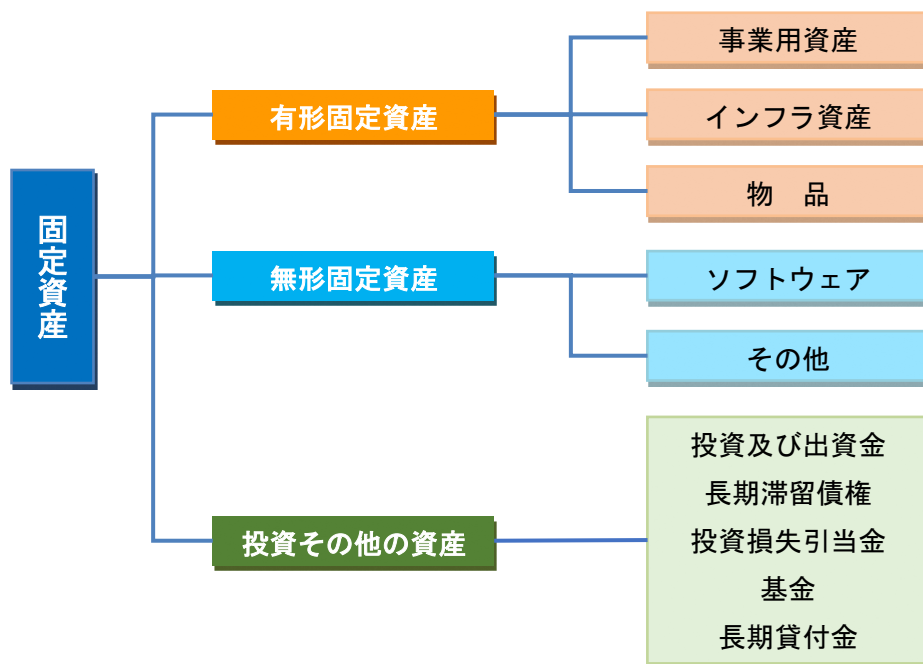 固定資産
有形固定資産
事業用資産
インフラ資産
物　品
無形固定資産
ソフトウェア
その他
投資その他の資産
投資及び出資金
長期滞留債権
投資損失引当金
基金
長期貸付金